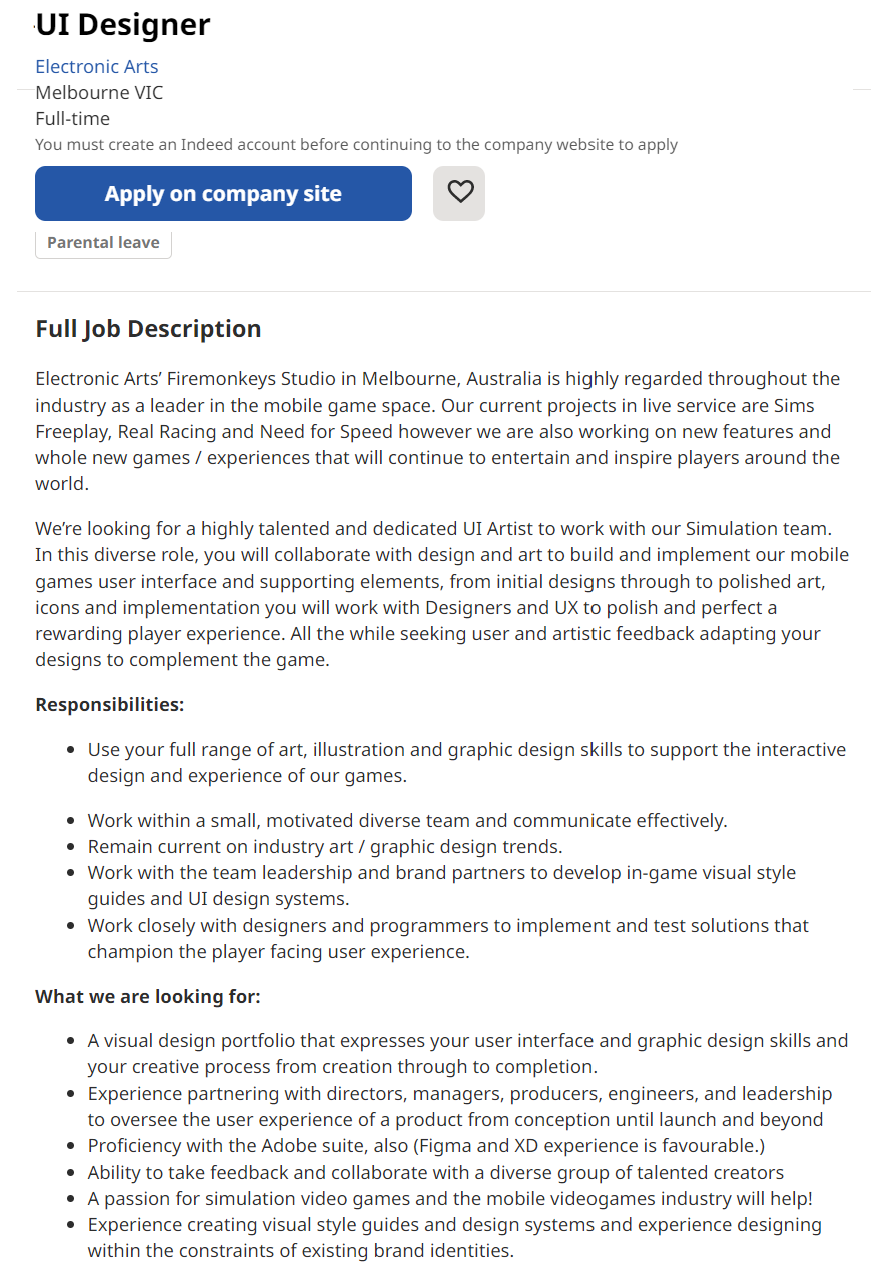 UI Designer
Electronic Arts
Melbourne VIC
Full-time
You must create an Indeed account before continuing to the company website to apply
Apply on company site
Parental leave
Full Job Description
Electronic Arts’ Firemonkeys Studio in Melbourne, Australia is highly regarded throughout the
industry as a leader in the mobile game space. Our current projects in live service are Sims
Freeplay, Real Racing and Need for Speed however we are also working on new features and
whole new games / experiences that will continue to entertain and inspire players around the
world.
We’re looking for a highly talented and dedicated UI Artist to work with our Simulation team.
In this diverse role, you will collaborate with design and art to build and implement our mobile
games user interface and supporting elements, from initial designs through to polished art,
icons and implementation you will work with Designers and UX to polish and perfect a
rewarding player experience. All the while seeking user and artistic feedback adapting your
designs to complement the game.
Responsibilities:
• Use your full range of art, illustration and graphic design skills to support the interactive
design and experience of our games.
• Work within a small, motivated diverse team and communicate effectively.
• Remain current on industry art / graphic design trends.
• Work with the team leadership and brand partners to develop in-game visual style
guides and UI design systems.
• Work closely with designers and programmers to implement and test solutions that
champion the player facing user experience.
What we are looking for:
• A visual design portfolio that expresses your user interface and graphic design skills and
your creative process from creation through to completion.
• Experience partnering with directors, managers, producers, engineers, and leadership
to oversee the user experience of a product from conception until launch and beyond
• Proficiency with the Adobe suite, also (Figma and XD experience is favourable.)
• Ability to take feedback and collaborate with a diverse group of talented creators
• A passion for simulation video games and the mobile videogames industry will help!
• Experience creating visual style guides and design systems and experience designing
within the constraints of existing brand identities.